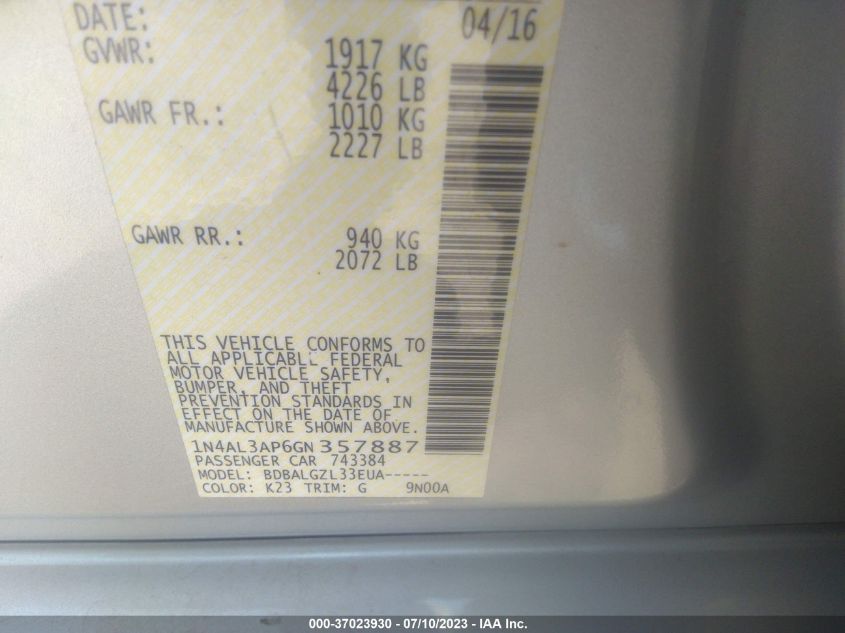 DATE: 04/16
GVWR: 1917 KG
4226 LB
GAWR FR.: 1010 KG
2227 LB
GAWR RR.: 940 KG
2072 LB
THIS VEHICLE CONFORMS TO
ALL APPLICABLE FEDERAL
MOTOR VEHICLE SAFETY,
BUMPER, AND THEFT
PREVENTION STANDARDS IN
EFFECT ON THE DATE OF
MANUFACTURE SHOWN ABOVE.
1N4AL3AP6GN357887
PASSENGER CAR 743384
MODEL: BDBALGZL33EUA-----
COLOR: K23 TRIM: G 9N00A
000-37023930 - 07/10/2023 - IAA Inc.